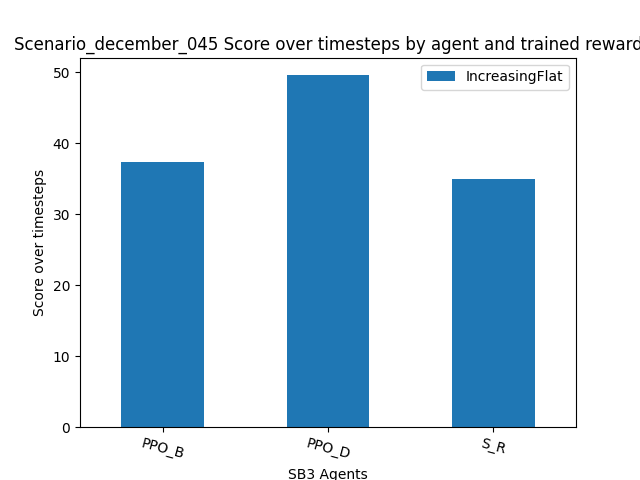 Scenario_december_045 Score over timesteps by agent and trained reward
IncreasingFlat
Score over timesteps
50
40
30
20
10
0
PPO_B
PPO_D
S_R
SB3 Agents